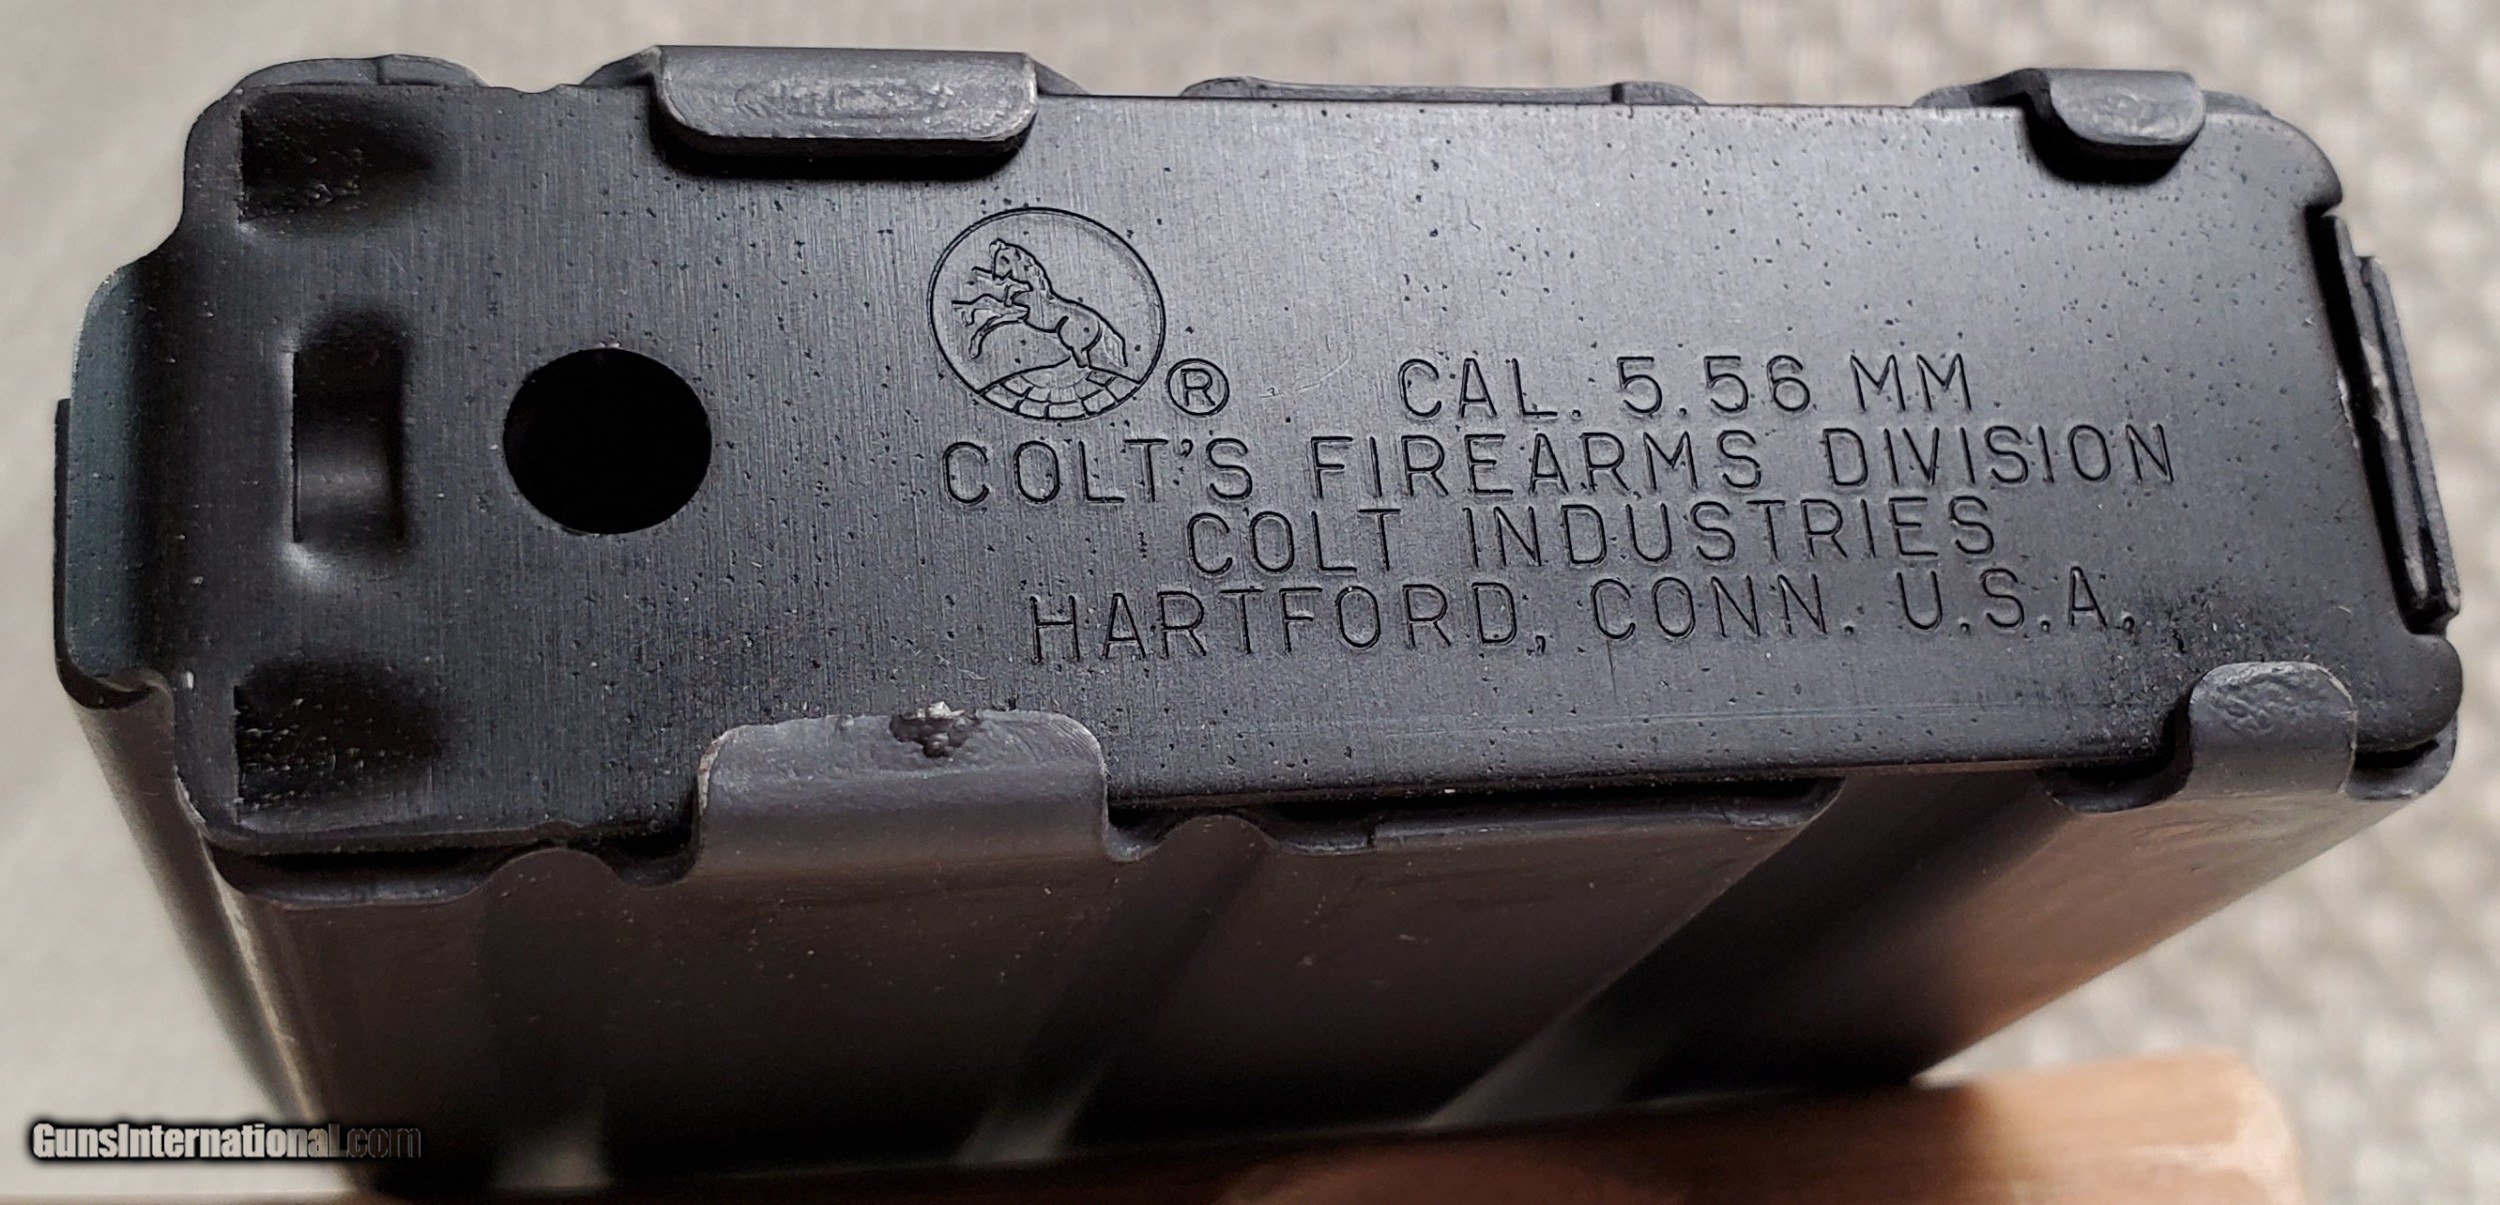 ® CAL. 5.56 MM
COLT'S FIREARMS DIVISION
COLT INDUSTRIES
HARTFORD, CONN. U.S.A.
GunsInternational.com